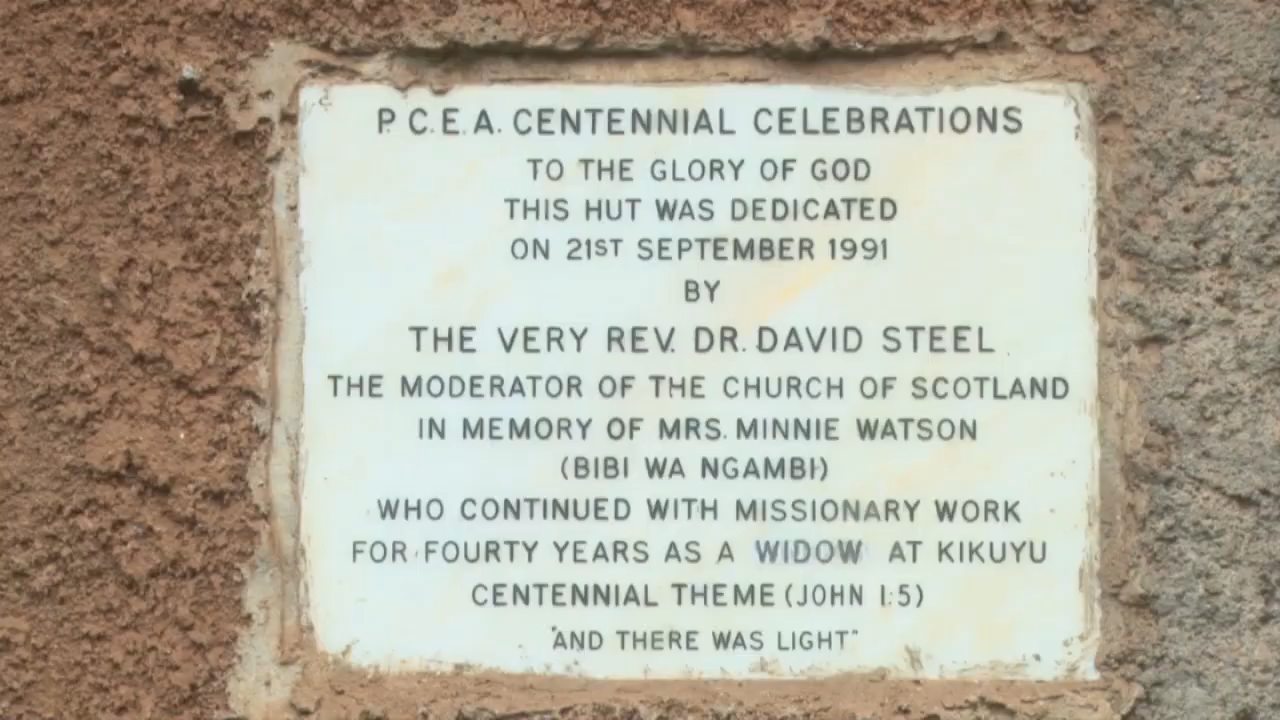 P.C.E.A. CENTENNIAL CELEBRATIONS
TO THE GLORY OF GOD
THIS HUT WAS DEDICATED
ON 21ST SEPTEMBER 1991
BY
THE VERY REV. DR. DAVID STEEL
THE MODERATOR OF THE CHURCH OF SCOTLAND
IN MEMORY OF MRS. MINNIE WATSON
(BIBI WA NGAMBI)
WHO CONTINUED WITH MISSIONARY WORK
FOR FOURTY YEARS AS A WIDOW AT KIKUYU
CENTENNIAL THEME (JOHN 1:5)
"AND THERE WAS LIGHT"